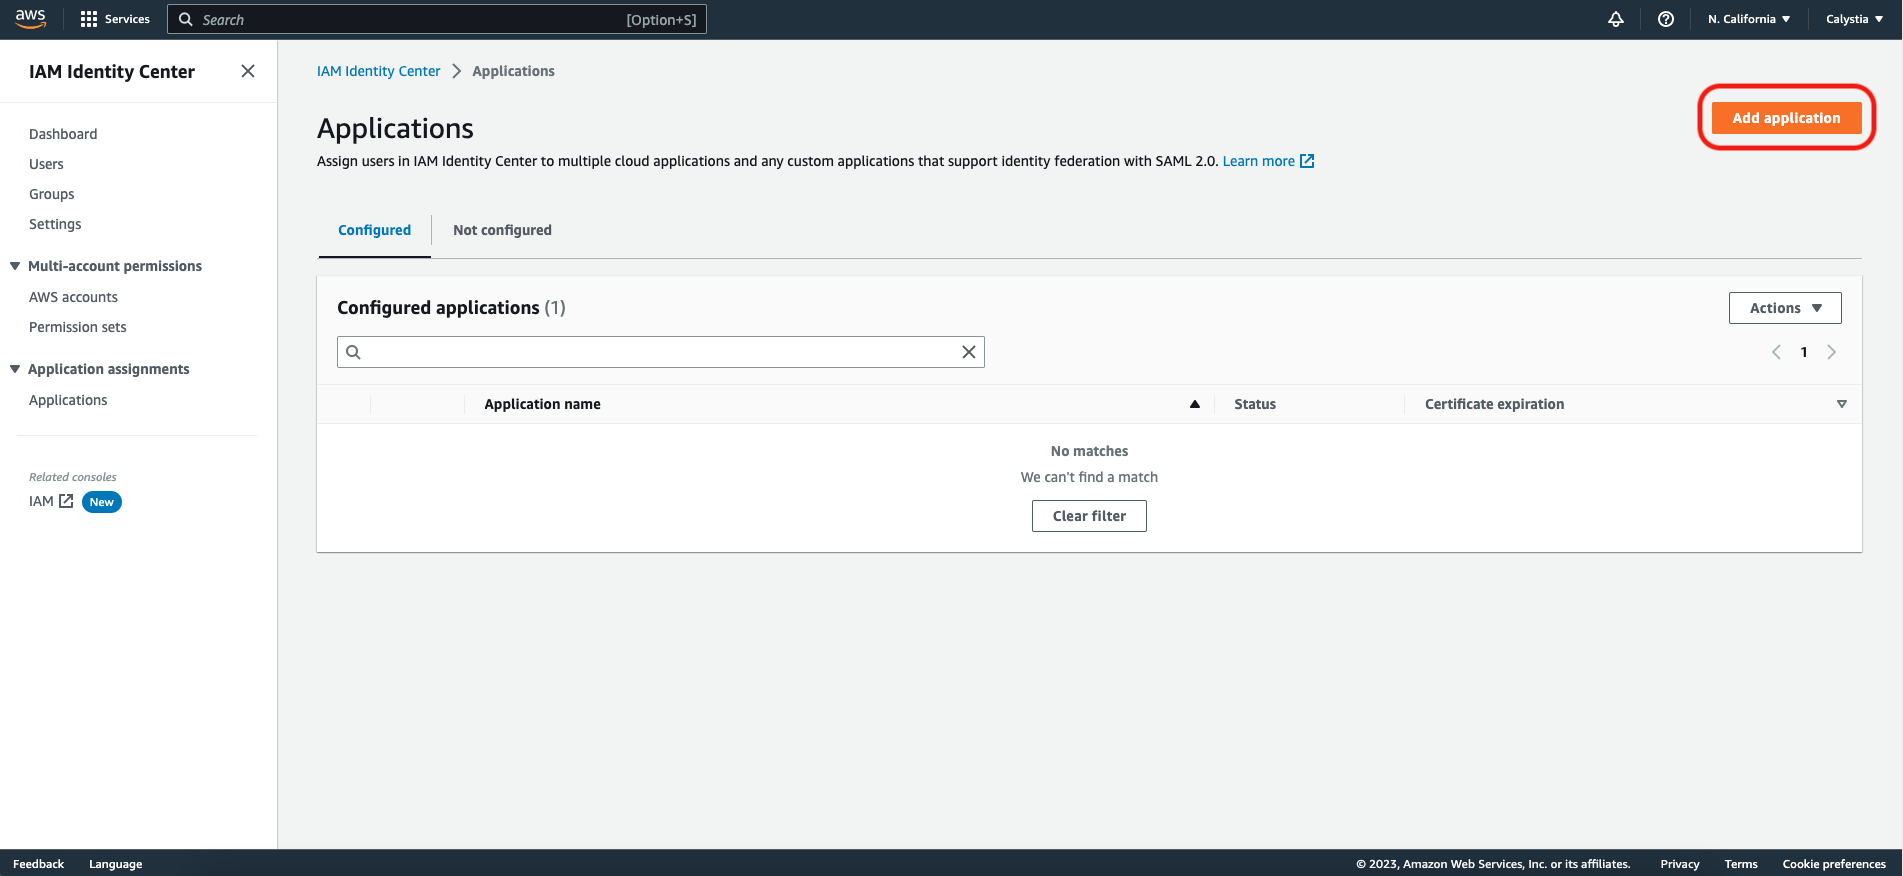 aws
Services
Search
[Option+S]
N. California
Calystia
IAM Identity Center
Dashboard
Users
Groups
Settings
Multi-account permissions
AWS accounts
Permission sets
Application assignments
Applications
Related consoles
IAM
New
IAM Identity Center
Applications
Applications
Add application
Assign users in IAM Identity Center to multiple cloud applications and any custom applications that support identity federation with SAML 2.0. Learn more
Configured
Not configured
Configured applications (1)
Actions
1
Application name
Status
Certificate expiration
No matches
We can't find a match
Clear filter
Feedback
Language
© 2023, Amazon Web Services, Inc. or its affiliates.
Privacy
Terms
Cookie preferences